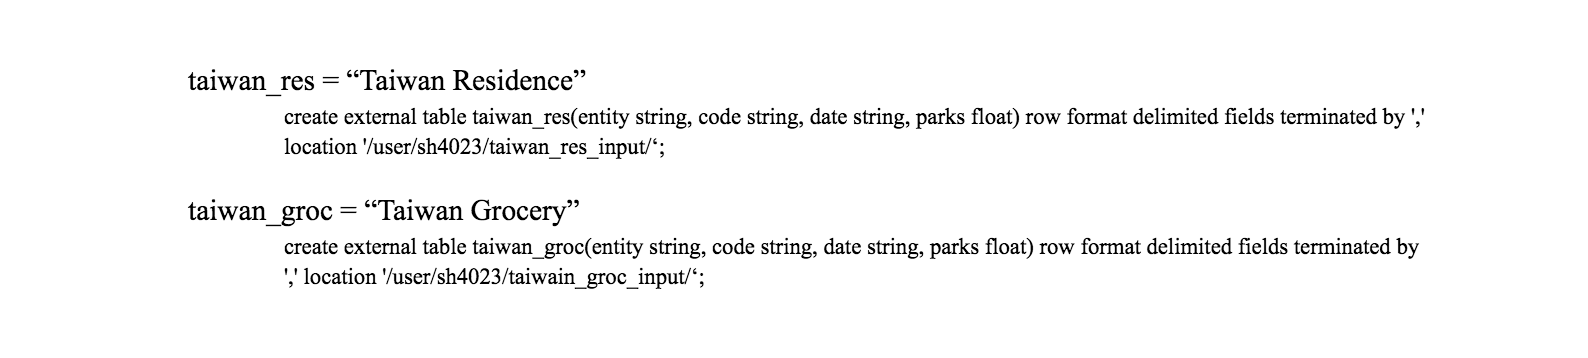 taiwan_res = “Taiwan Residence”
create external table taiwan_res(entity string, code string, date string, parks float) row format delimited fields terminated by ','
location '/user/sh4023/taiwan_res_input/‘;
taiwan_groc = “Taiwan Grocery”
create external table taiwan_groc(entity string, code string, date string, parks float) row format delimited fields terminated by
',' location '/user/sh4023/taiwain_groc_input/‘;